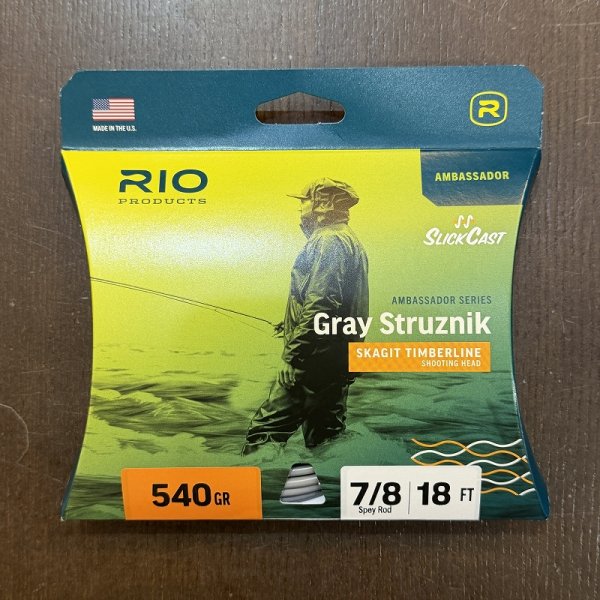 MADE IN THE U.S.
R
AMBASSADOR
RIO
PRODUCTS
SLICKCAST
AMBASSADOR SERIES
Gray Struznik
SKAGIT TIMBERLINE
SHOOTING HEAD
540GR
7/8 18 FT
Spey Rod